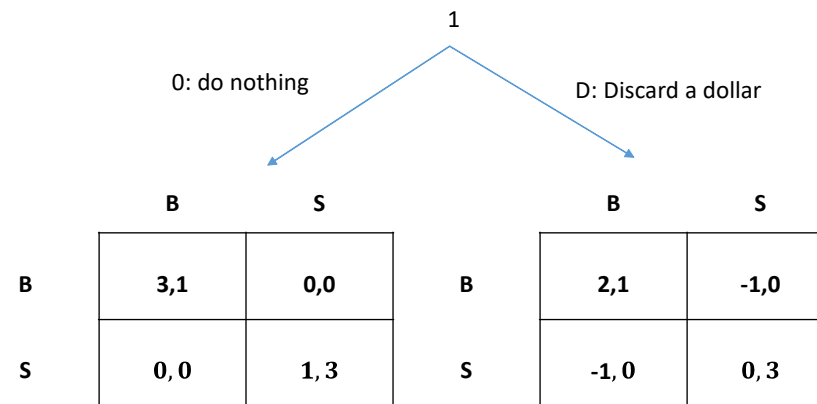 1
0: do nothing
D: Discard a dollar
B S B S
B 3,1 0,0 B 2,1 -1,0
S 0,0 1,3 S -1,0 0,3